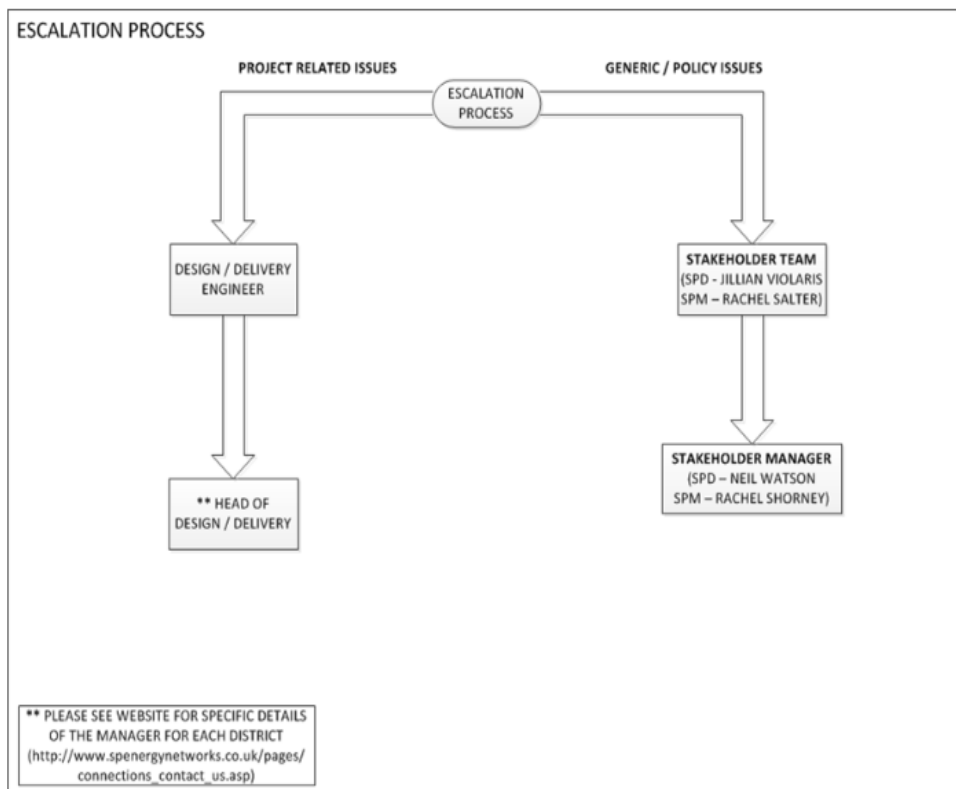 ESCALATION PROCESS
PROJECT RELATED ISSUES
GENERIC / POLICY ISSUES
ESCALATION
PROCESS
DESIGN / DELIVERY
ENGINEER
STAKEHOLDER TEAM
(SPD - JILLIAN VIOLARIS
SPM – RACHEL SALTER)
** HEAD OF
DESIGN / DELIVERY
STAKEHOLDER MANAGER
(SPD – NEIL WATSON
SPM – RACHEL SHORNEY)
** PLEASE SEE WEBSITE FOR SPECIFIC DETAILS
OF THE MANAGER FOR EACH DISTRICT
(http://www.spenergynetworks.co.uk/pages/
connections_contact_us.asp)